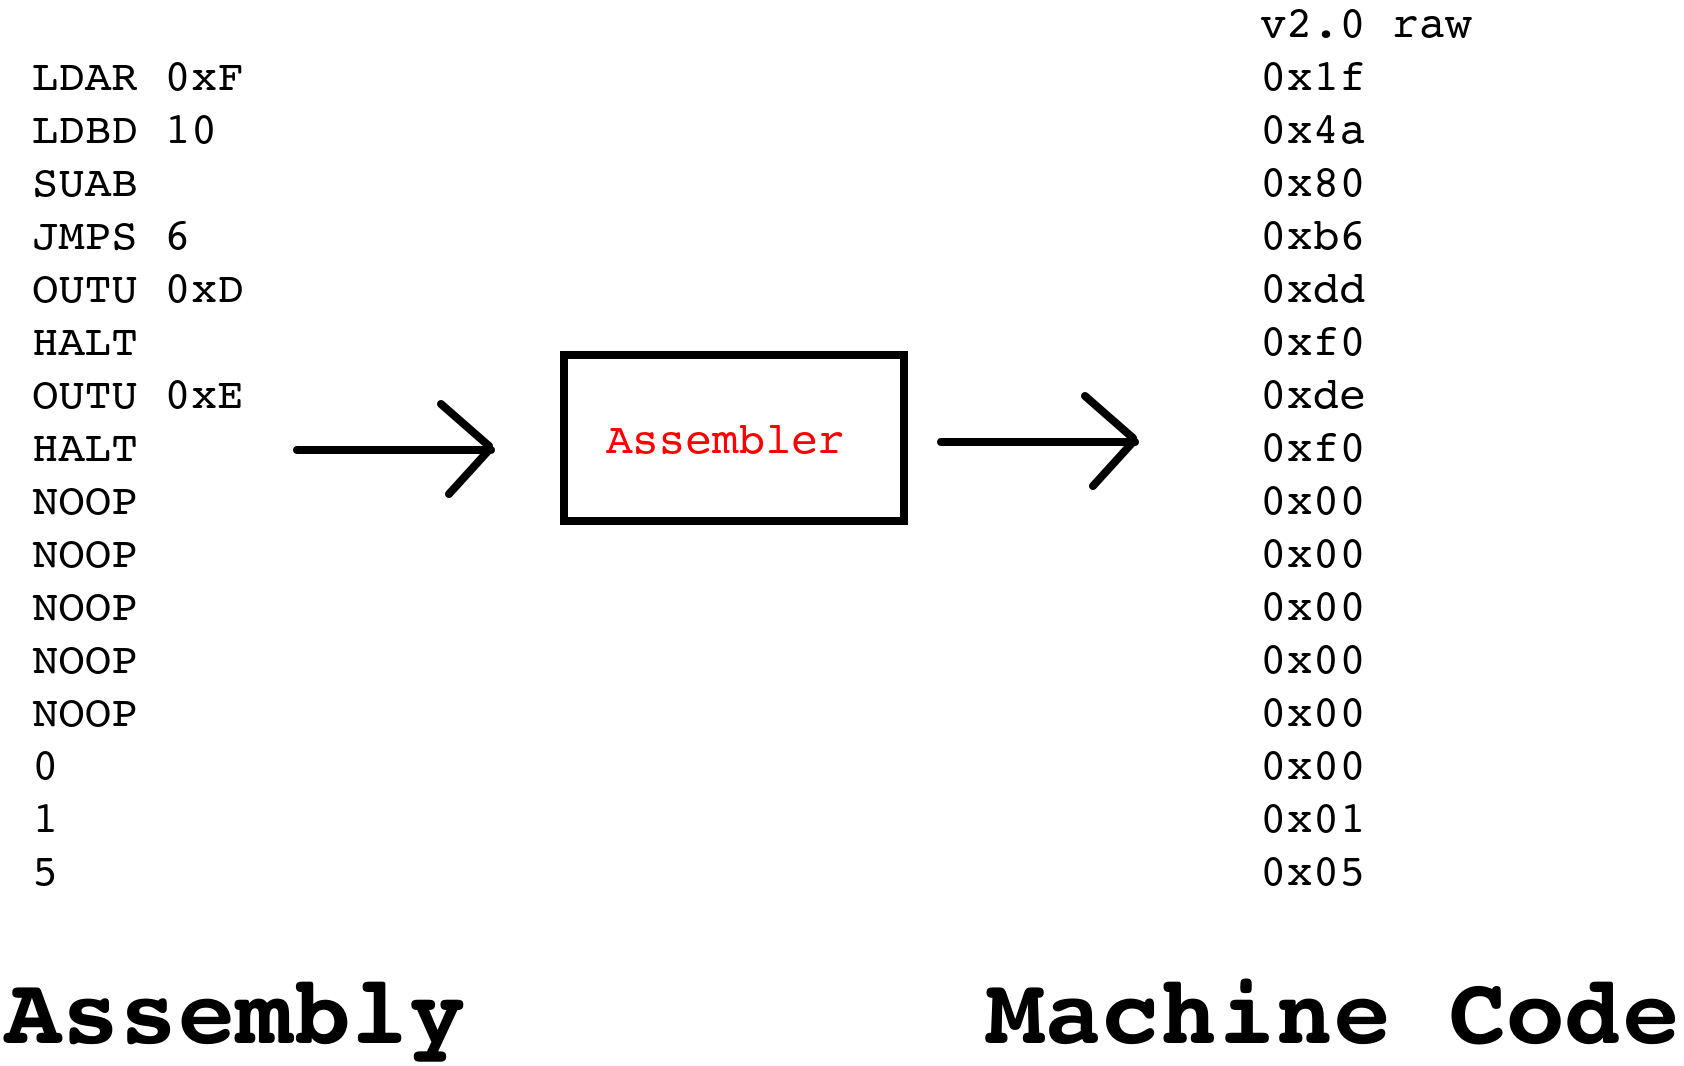 LDAR 0xF
LDBD 10
SUAB
JMPS 6
OUTU 0xD
HALT
OUTU 0xE
HALT
NOOP
NOOP
NOOP
NOOP
NOOP
0
1
5
Assembly
Assembler
v2.0 raw
0x1f
0x4a
0x80
0xb6
0xdd
0xf0
0xde
0xf0
0x00
0x00
0x00
0x00
0x00
0x00
0x01
0x05
Machine Code